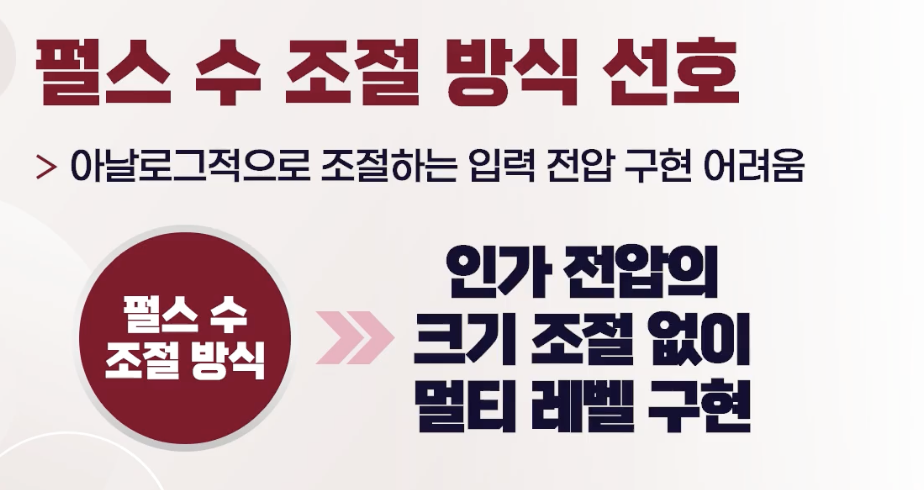 펄스 수 조절 방식 선호
> 아날로그적으로 조절하는 입력 전압 구현 어려움
펄스 수
조절 방식
인가 전압의
크기 조절 없이
멀티 레벨 구현